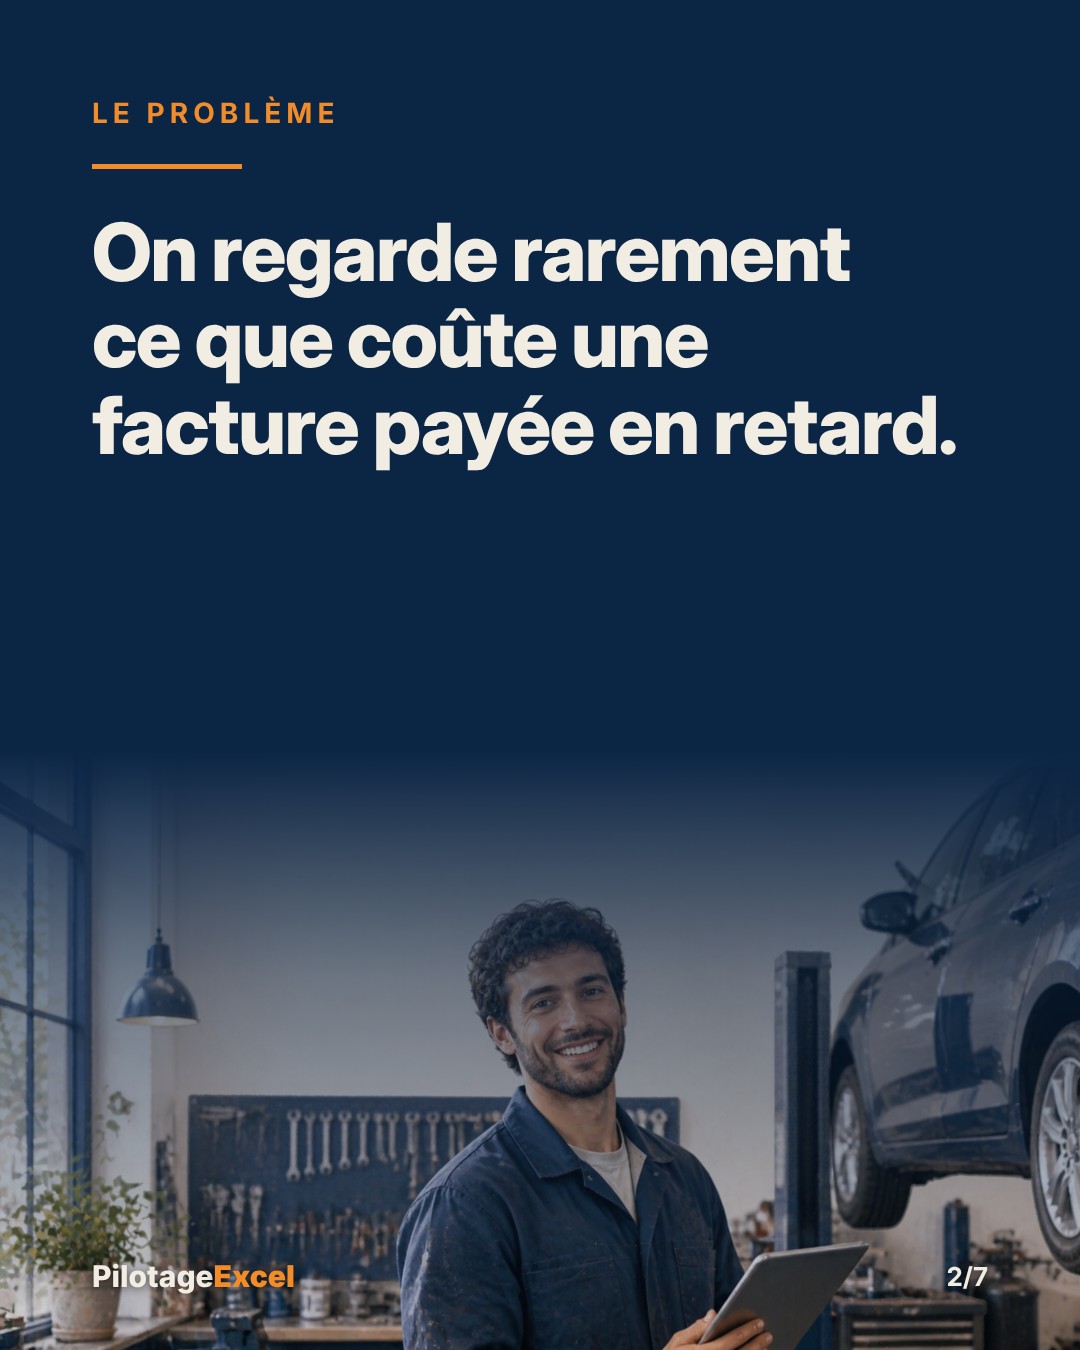 LE PROBLÈME
On regarde rarement
ce que coûte une
facture payée en retard.
PilotageExcel
2/7